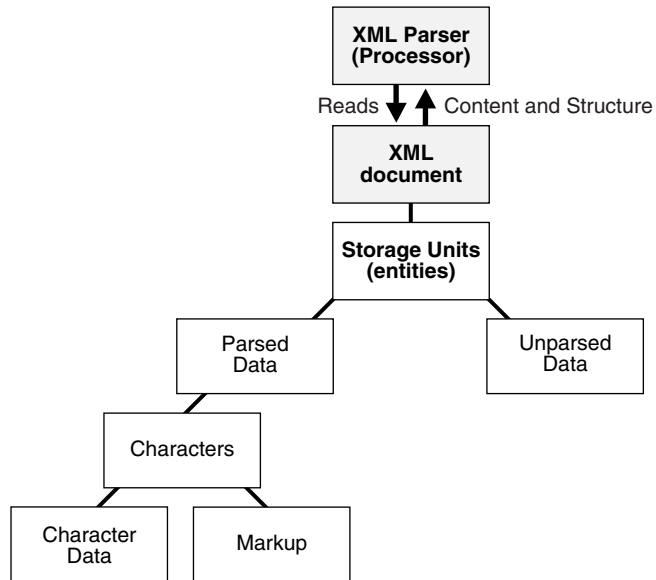 XML Parser
(Processor)
Reads
Content and Structure
XML
document
Storage Units
(entities)
Parsed
Data
Unparsed
Data
Characters
Character
Data
Markup